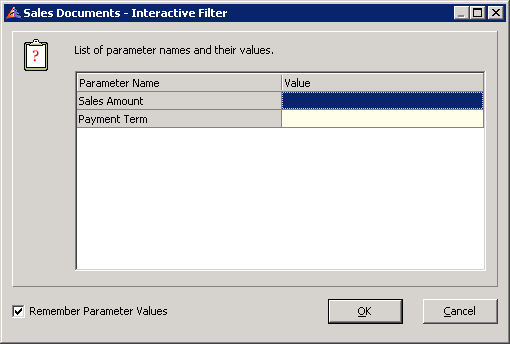 Sales Documents - Interactive Filter
?
List of parameter names and their values.
Parameter Name Value
Sales Amount
Payment Term
Remember Parameter Values
OK Cancel